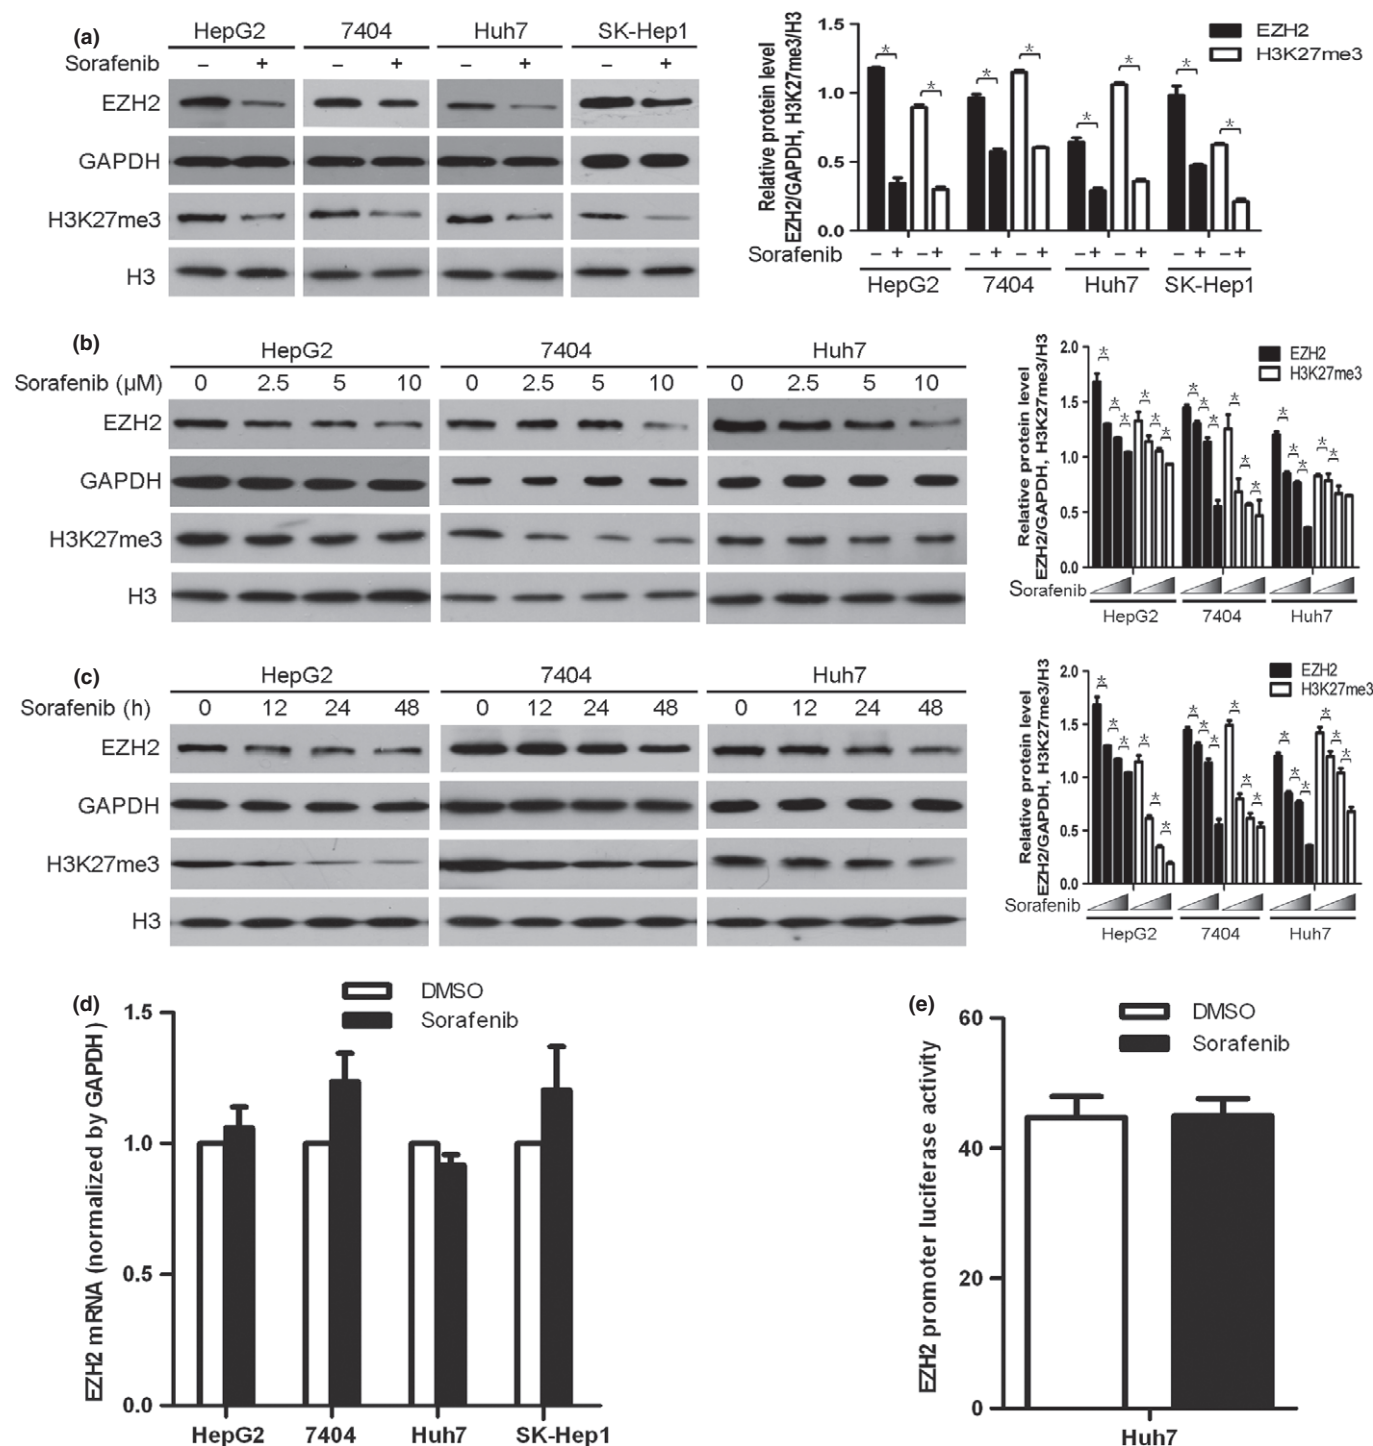 (a)
HepG2 7404 Huh7 SK-Hep1
Sorafenib – + – + – + – +
EZH2
GAPDH
H3K27me3
H3
Relative protein level
EZH2/GAPDH, H3K27me3/H3
1.5
1.0
0.5
0.0
EZH2
H3K27me3
* * * * * * * *
Sorafenib – + – + – + – + – + – + – + – +
HepG2 7404 Huh7 SK-Hep1
(b)
HepG2 7404 Huh7
Sorafenib (µM) 0 2.5 5 10 0 2.5 5 10 0 2.5 5 10
EZH2
GAPDH
H3K27me3
H3
Relative protein level
EZH2/GAPDH, H3K27me3/H3
2.0
1.5
1.0
0.5
0.0
EZH2
H3K27me3
* * * * * * * * * * * * * * * * *
Sorafenib
HepG2 7404 Huh7
(c)
HepG2 7404 Huh7
Sorafenib (h) 0 12 24 48 0 12 24 48 0 12 24 48
EZH2
GAPDH
H3K27me3
H3
Relative protein level
EZH2/GAPDH, H3K27me3/H3
2.0
1.5
1.0
0.5
0.0
EZH2
H3K27me3
* * * * * * * * * * * * * * * * * *
Sorafenib
HepG2 7404 Huh7
(d)
EZH2 mRNA (normalized by GAPDH)
1.5
1.0
0.5
0.0
DMSO
Sorafenib
HepG2 7404 Huh7 SK-Hep1
(e)
EZH2 promoter luciferase activity
60
40
20
0
DMSO
Sorafenib
Huh7